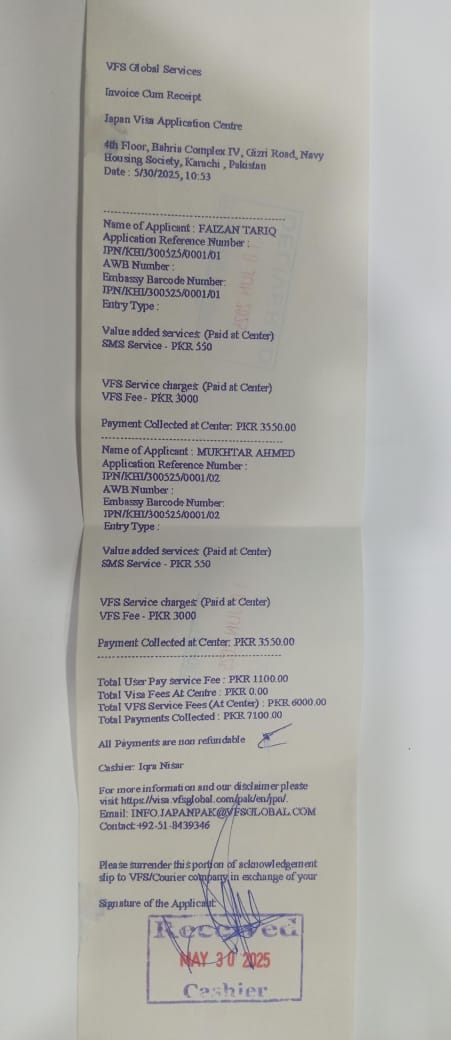 VFS Global Services
Invoice Cum Receipt
Japan Visa Application Centre
4th Floor, Bahria Complex IV, Gizri Road, Navy
Housing Society, Karachi , Pakistan
Date : 5/30/2025, 10:53
Name of Applicant : FAIZAN TARIQ
Application Reference Number :
JPN/KHI/300525/0001/01
AWB Number :
Embassy Barcode Number:
JPN/KHI/300525/0001/01
Entry Type :
Value added services: (Paid at Center)
SMS Service - PKR 550
VFS Service charges: (Paid at Center)
VFS Fee - PKR 3000
Payment Collected at Center: PKR 3550.00
Name of Applicant : MUKHTAR AHMED
Application Reference Number :
JPN/KHI/300525/0001/02
AWB Number :
Embassy Barcode Number:
JPN/KHI/300525/0001/02
Entry Type :
Value added services: (Paid at Center)
SMS Service - PKR 550
VFS Service charges: (Paid at Center)
VFS Fee - PKR 3000
Payment Collected at Center: PKR 3550.00
Total User Pay service Fee : PKR 1100.00
Total Visa Fees At Centre : PKR 0.00
Total VFS Service Fees (At Center) : PKR 6000.00
Total Payments Collected : PKR 7100.00
All Payments are non refundable
Cashier: Iqra Nisar
For more information and our disclaimer please
visit https://visa.vfsglobal.com/pak/en/jpn/.
Email: INFO.JAPANPAK@VFSGLOBAL.COM
Contact:+92-51-8439346
Please surrender this portion of acknowledgement
slip to VFS/Courier company in exchange of your
Signature of the Applicant
Received
MAY 30 2025
Cashier